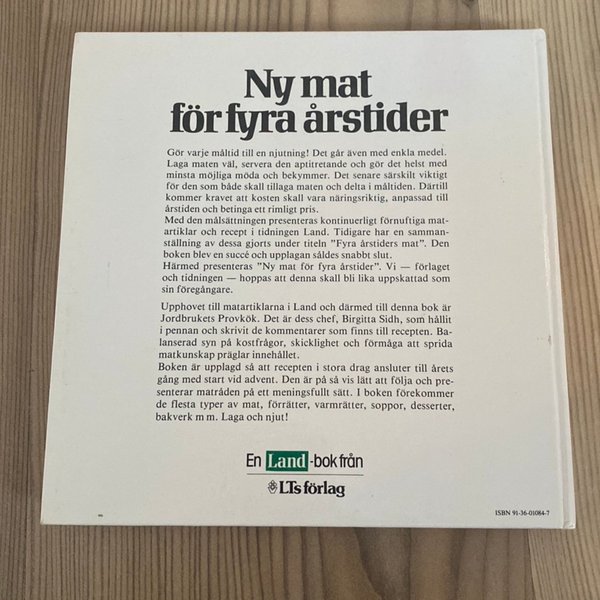 Ny mat
för fyra årstider
Gör varje måltid till en njutning! Det går även med enkla medel.
Laga maten väl, servera den aptitretande och gör det helst med
minsta möjliga möda och bekymmer. Det senare särskilt viktigt
för den som både skall tillaga maten och delta i måltiden. Därtill
kommer kravet att kosten skall vara näringsriktig, anpassad till
årstiden och betinga ett rimligt pris.
Med den målsättningen presenteras kontinuerligt förnuftiga mat-
artiklar och recept i tidningen Land. Tidigare har en samman-
ställning av dessa gjorts under titeln ”Fyra årstiders mat”. Den
boken blev en succé och upplagan såldes snabbt slut.
Härmed presenteras ”Ny mat för fyra årstider”. Vi — förlaget
och tidningen — hoppas att denna skall bli lika uppskattad som
sin föregångare.
Upphovet till matartiklarna i Land och därmed till denna bok är
Jordbrukets Provkök. Det är dess chef, Birgitta Sidh, som hållit
i pennan och skrivit de kommentarer som finns till recepten. Ba-
lanserad syn på kostfrågor, skicklighet och förmåga att sprida
matkunskap präglar innehållet.
Boken är upplagd så att recepten i stora drag ansluter till årets
gång med start vid advent. Den är på så vis lätt att följa och pre-
senterar matråden på ett meningsfullt sätt. I boken förekommer
de flesta typer av mat, förrätter, varmrätter, soppor, desserter,
bakverk m m. Laga och njut!
En Land-bok från
LTs förlag
ISBN 91-36-01084-7